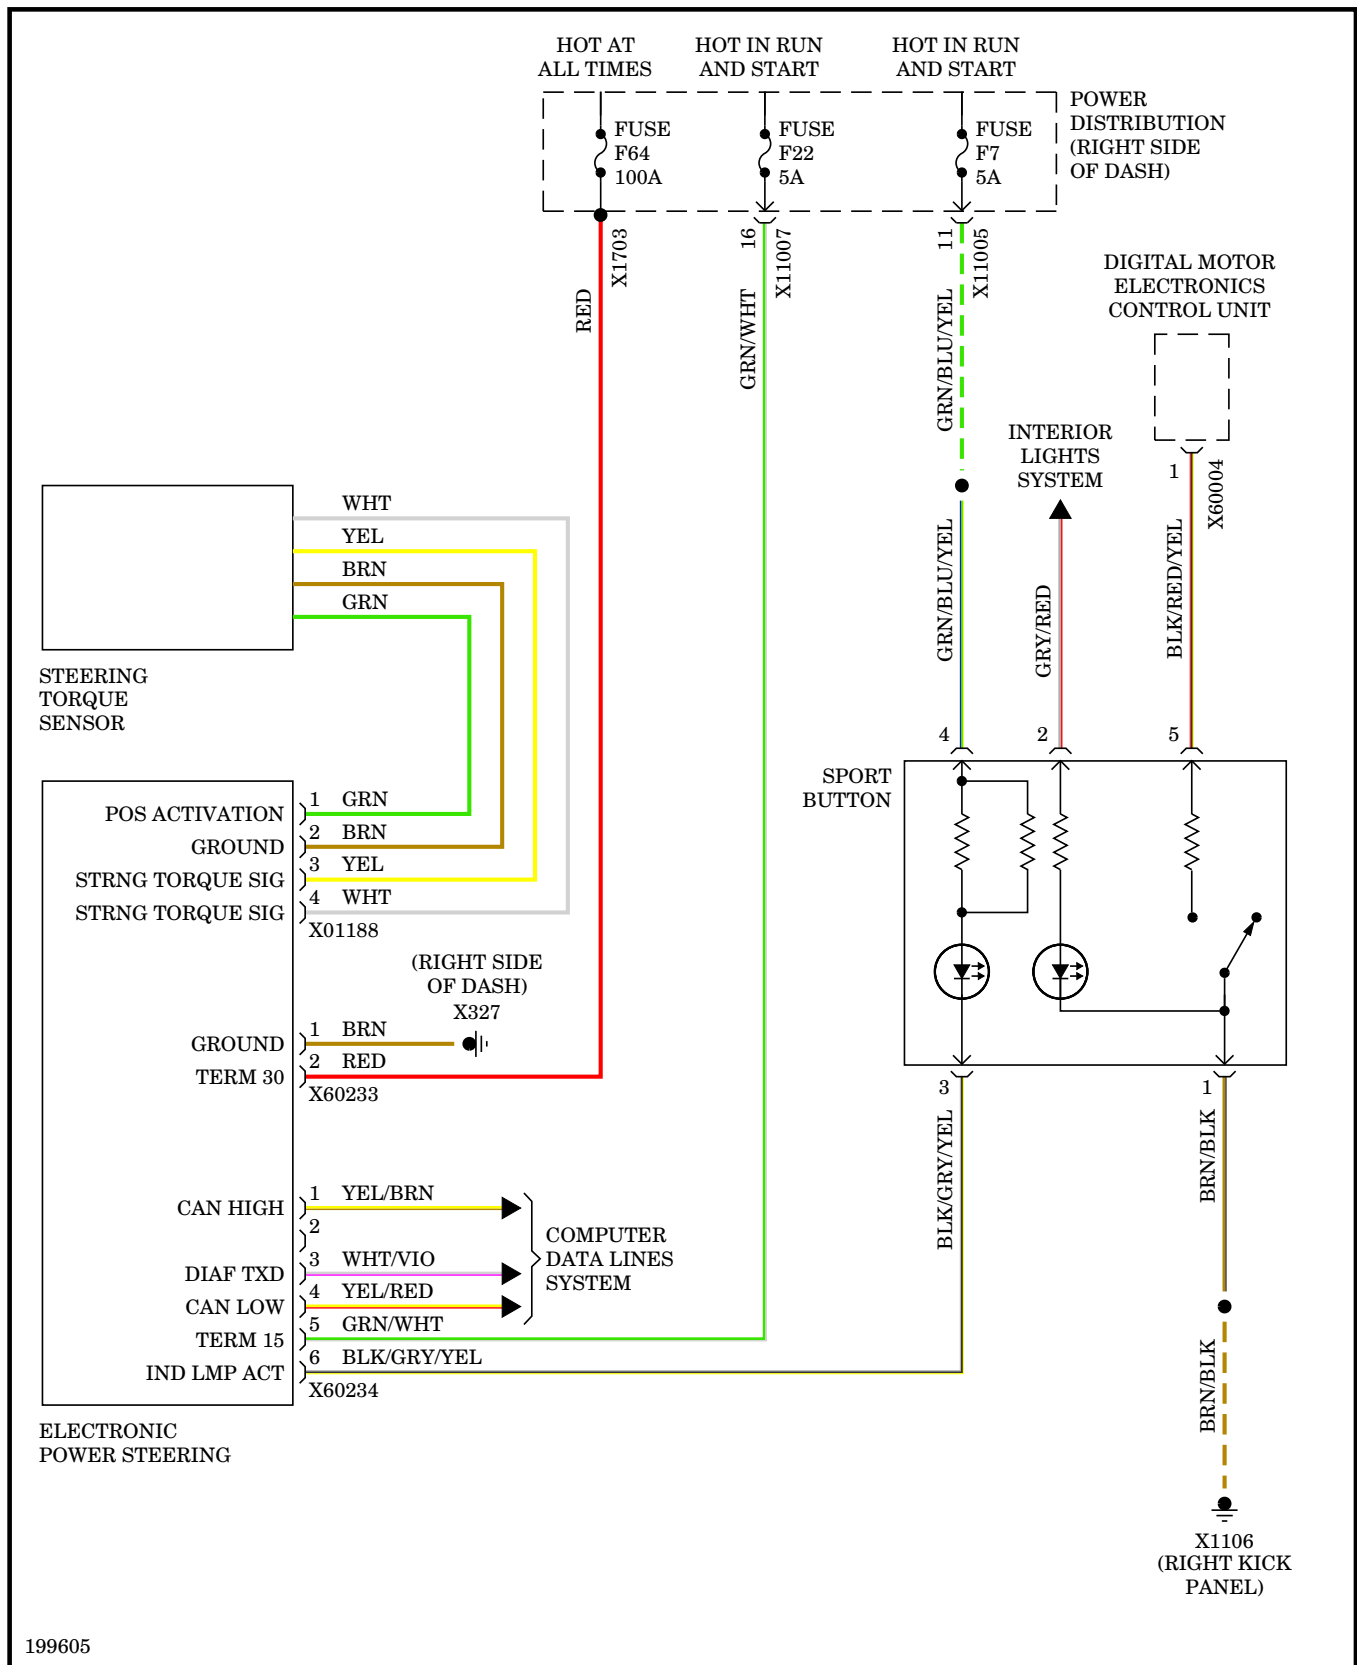 HOT AT
ALL TIMES
HOT IN RUN
AND START
HOT IN RUN
AND START
FUSE
F64
100A
FUSE
F22
5A
FUSE
F7
5A
POWER
DISTRIBUTION
(RIGHT SIDE
OF DASH)
X1703
16
X11007
11
X11005
RED
GRN/WHT
GRN/BLU/YEL
DIGITAL MOTOR
ELECTRONICS
CONTROL UNIT
INTERIOR
LIGHTS
SYSTEM
1
X60004
GRN/BLU/YEL
GRY/RED
BLK/RED/YEL
WHT
YEL
BRN
GRN
STEERING
TORQUE
SENSOR
4
2
5
SPORT
BUTTON
POS ACTIVATION
1
GRN
GROUND
2
BRN
STRNG TORQUE SIG
3
YEL
STRNG TORQUE SIG
4
WHT
X01188
(RIGHT SIDE
OF DASH)
X327
GROUND
1
BRN
TERM 30
2
RED
X60233
3
1
BLK/GRY/YEL
BRN/BLK
CAN HIGH
1
YEL/BRN
2
DIAF TXD
3
WHT/VIO
CAN LOW
4
YEL/RED
TERM 15
5
GRN/WHT
IND LMP ACT
6
BLK/GRY/YEL
X60234
COMPUTER
DATA LINES
SYSTEM
ELECTRONIC
POWER STEERING
BRN/BLK
X1106
(RIGHT KICK
PANEL)
199605